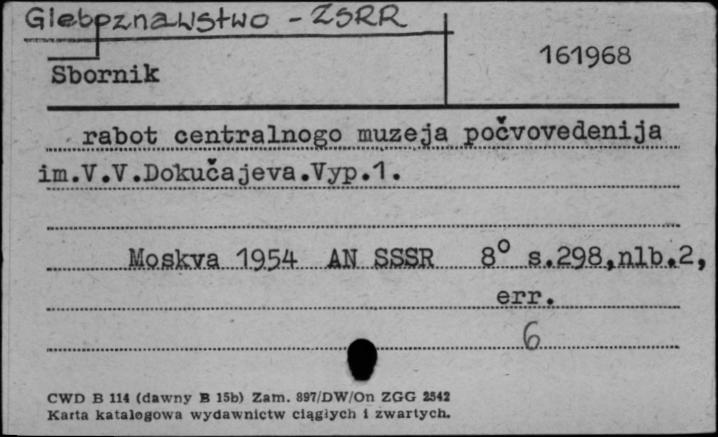 Gleboznawstwo - ZSRR
161968
Sbornik
rabot centralnogo muzeja počvovedenija
im.V.V.Dokučajeva.Vyp.1.
Moskva 1954 AN SSSR 8° s.298,nlb.2,
err.
6
CWD B 114 (dawny B 15b) Zam. 897/DW/On ZGG 2542
Karta katalogowa wydawnictw ciągłych i zwartych.